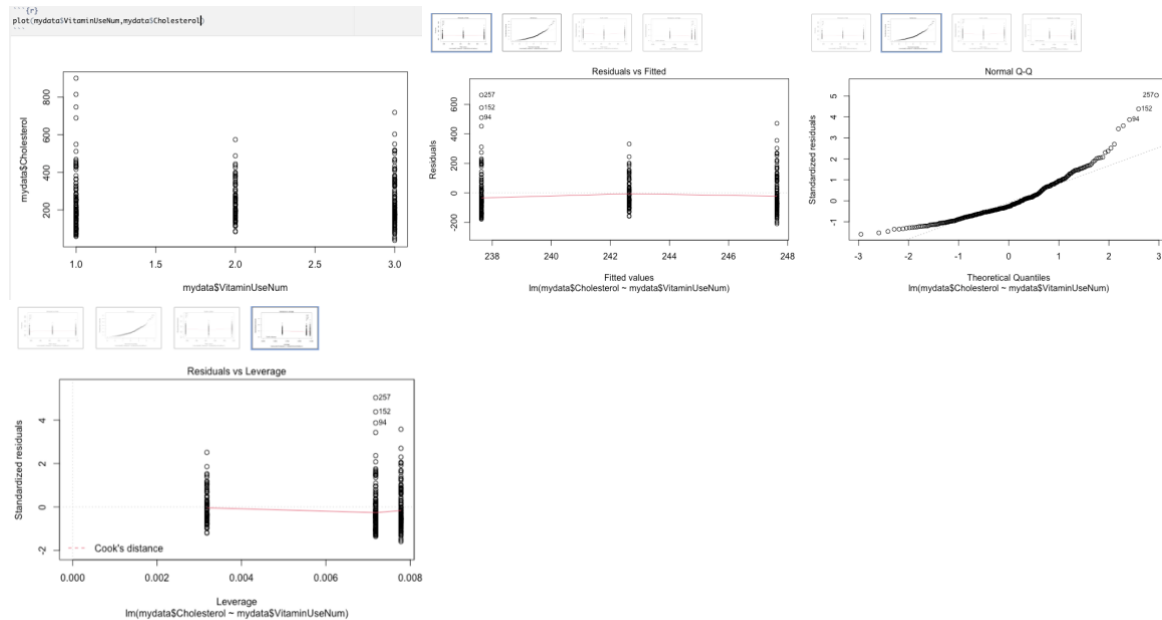 ```{r}
plot(mydata$VitaminUseNum,mydata$Cholesterol)
```
mydata$Cholesterol
800
600
400
200
1.0 1.5 2.0 2.5 3.0
mydata$VitaminUseNum
Residuals vs Fitted
Residuals
600
400
200
0
-200
257
152
94
238 240 242 244 246 248
Fitted values
lm(mydata$Cholesterol ~ mydata$VitaminUseNum)
Normal Q-Q
Standardized residuals
5
4
3
2
1
0
-1
257
152
94
-3 -2 -1 0 1 2 3
Theoretical Quantiles
lm(mydata$Cholesterol ~ mydata$VitaminUseNum)
Residuals vs Leverage
Standardized residuals
4
2
0
-2
257
152
94
Cook's distance
0.000 0.002 0.004 0.006 0.008
Leverage
lm(mydata$Cholesterol ~ mydata$VitaminUseNum)